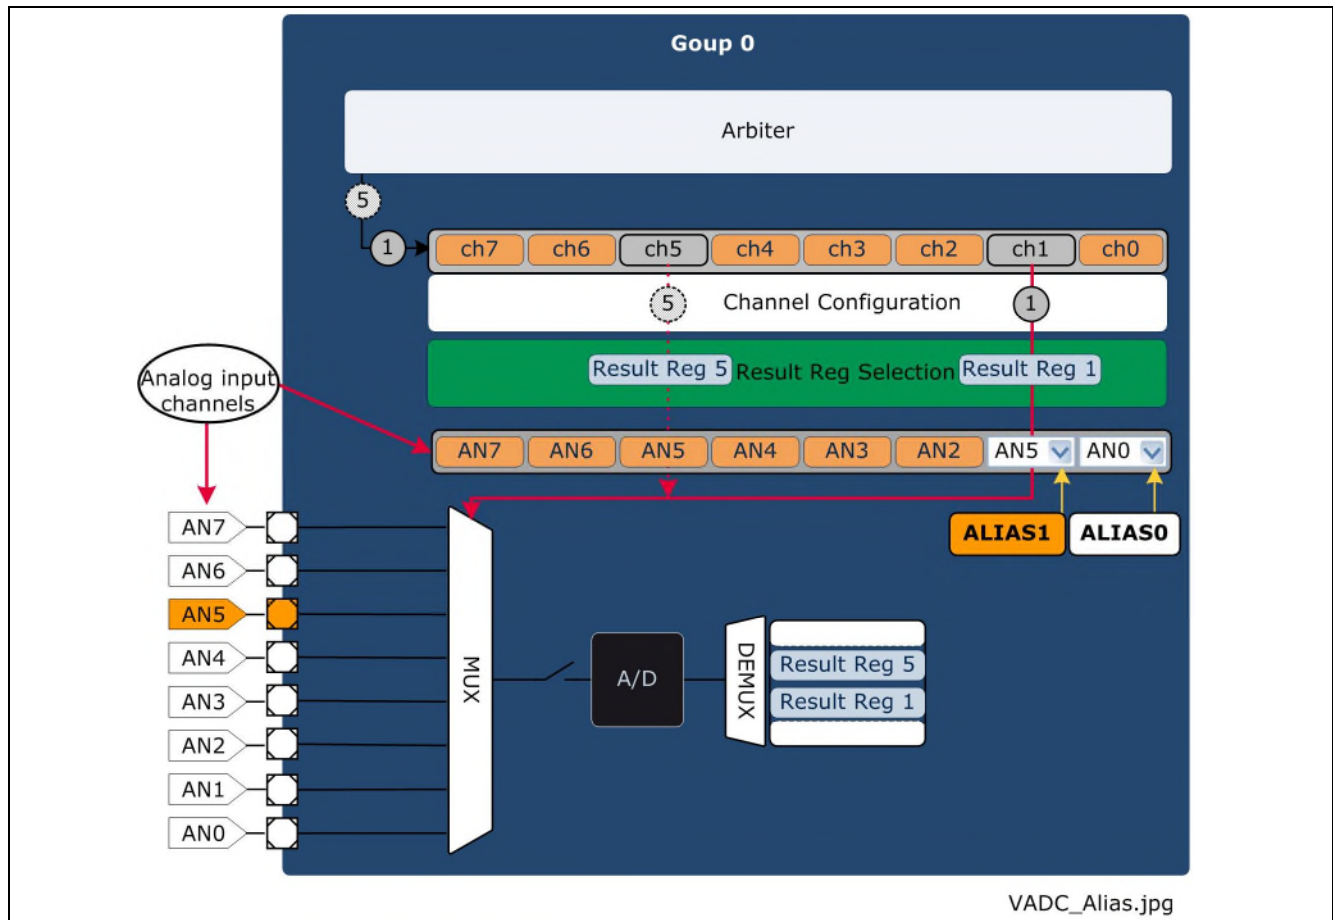 Goup 0
Arbiter
5
1
ch7 ch6 ch5 ch4 ch3 ch2 ch1 ch0
5 Channel Configuration 1
Result Reg 5 Result Reg Selection Result Reg 1
Analog input
channels
AN7 AN6 AN5 AN4 AN3 AN2 AN5 AN0
ALIAS1 ALIAS0
AN7
AN6
AN5
AN4
AN3
AN2
AN1
AN0
MUX
A/D
DEMUX
Result Reg 5
Result Reg 1
VADC_Alias.jpg